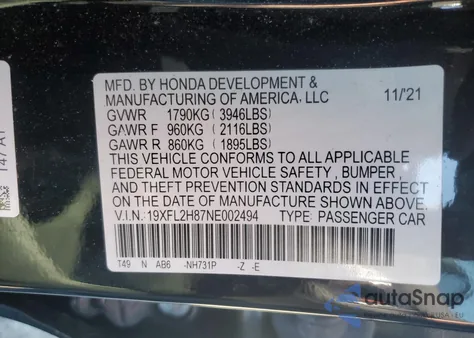 MFD. BY HONDA DEVELOPMENT &
MANUFACTURING OF AMERICA, LLC 11/'21
GVWR 1790KG (3946LBS)
GAWR F 960KG (2116LBS)
GAWR R 860KG (1895LBS)
THIS VEHICLE CONFORMS TO ALL APPLICABLE
FEDERAL MOTOR VEHICLE SAFETY , BUMPER ,
AND THEFT PREVENTION STANDARDS IN EFFECT
ON THE DATE OF MANUFACTURE SHOWN ABOVE.
V.I.N.:19XFL2H87NE002494 TYPE: PASSENGER CAR
T49 N AB6 -NH731P -Z -E
T47 A1
autoSnap